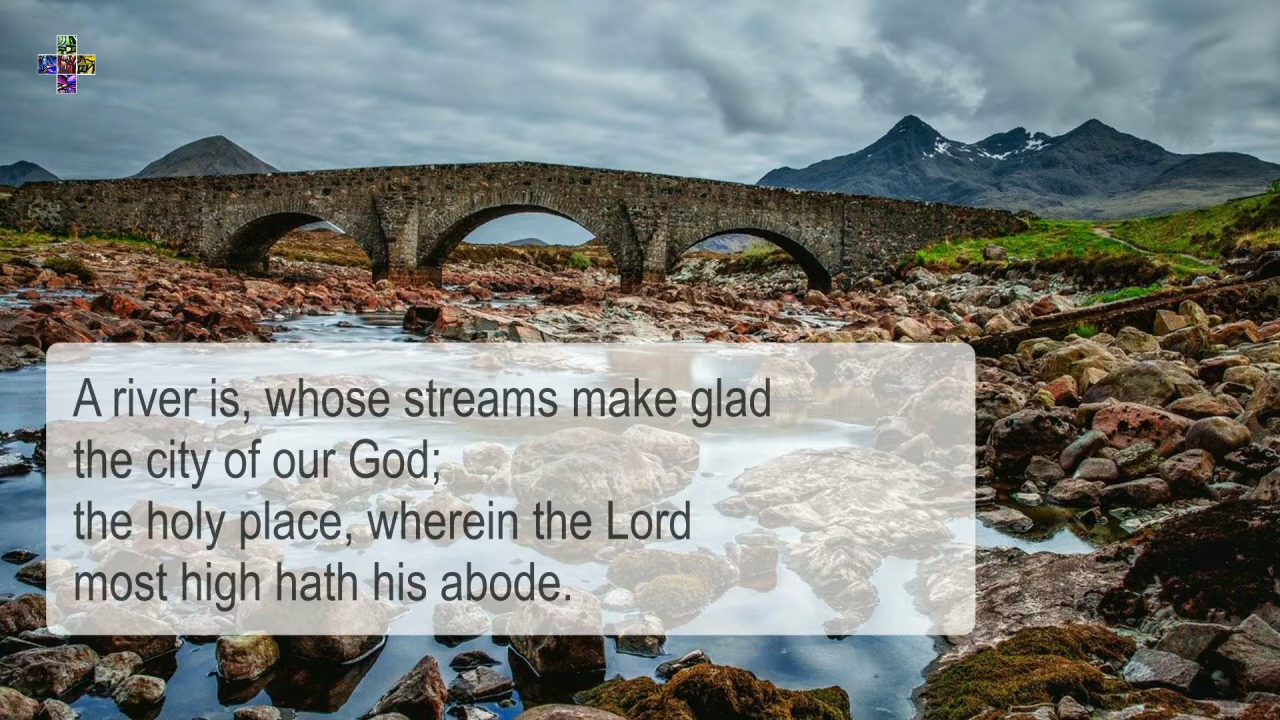 A river is, whose streams make glad
the city of our God;
the holy place, wherein the Lord
most high hath his abode.